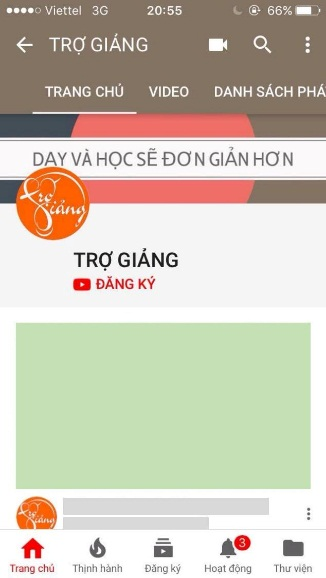 Viettel 3G 20:55 66%
TRỢ GIẢNG
TRANG CHỦ VIDEO DANH SÁCH PHÁ
DẠY VÀ HỌC SẼ ĐƠN GIẢN HƠN
Trợ
Giảng
TRỢ GIẢNG
ĐĂNG KÝ
Trợ
Giảng
3
Trang chủ Thịnh hành Đăng ký Hoạt động Thư viện